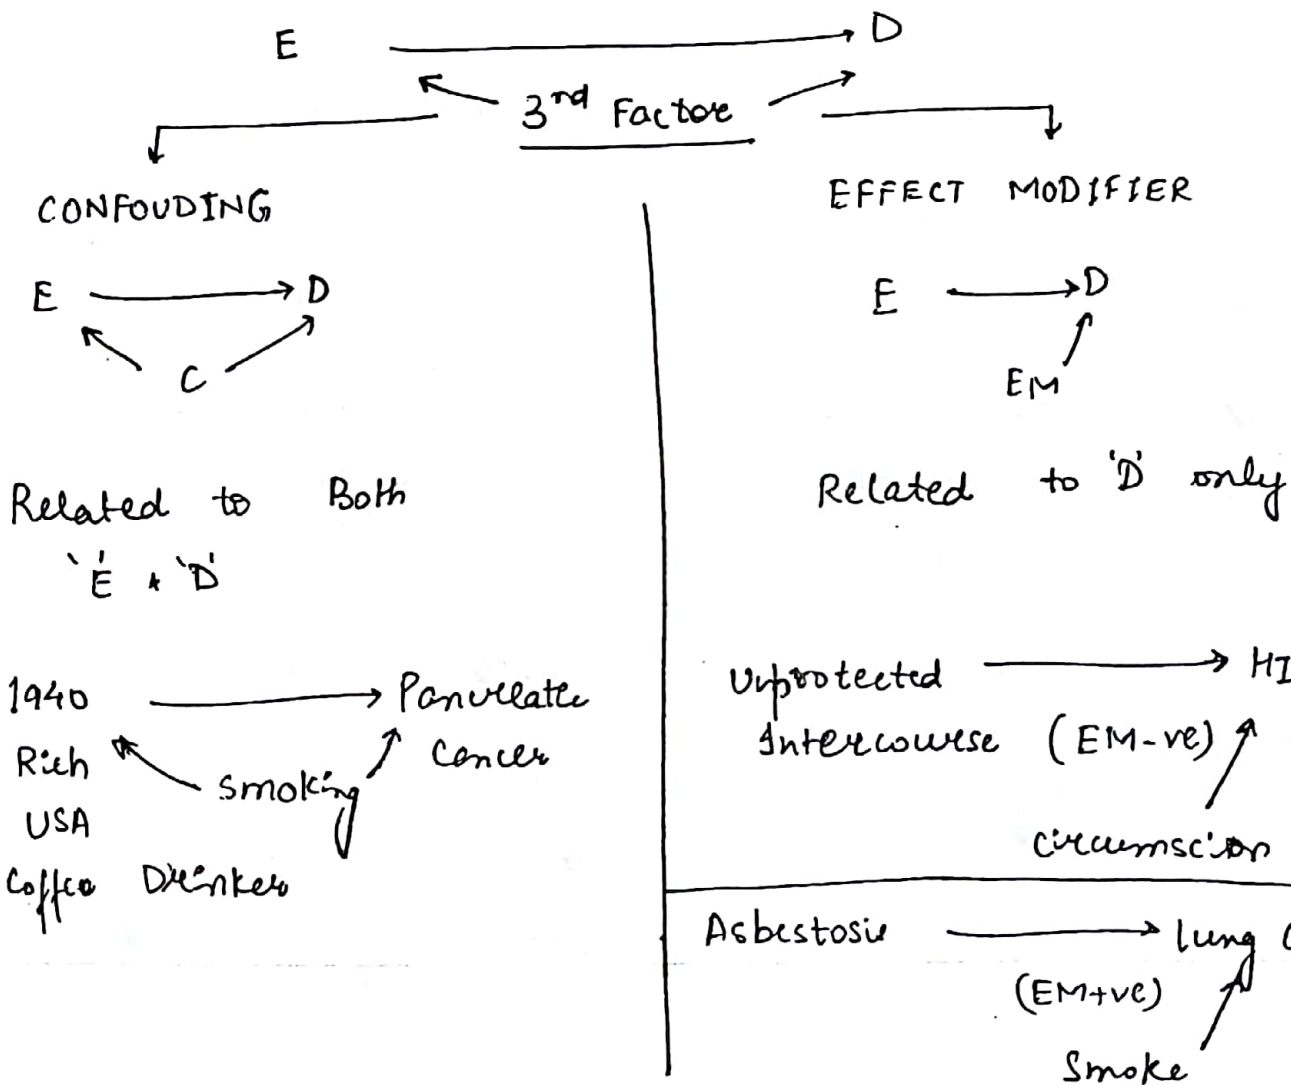 E D
3rd Factor
CONFOUDING
E D
C
Related to Both
'E' & 'D'
1940 Pancreatic
Rich Smoking Cancer
USA
Coffee Drinker
EFFECT MODIFIER
E D
EM
Related to 'D' only
Unprotected HI
Intercourse (EM-ve)
Circumscion
Asbestosis lung C
(EM+ve)
Smoke